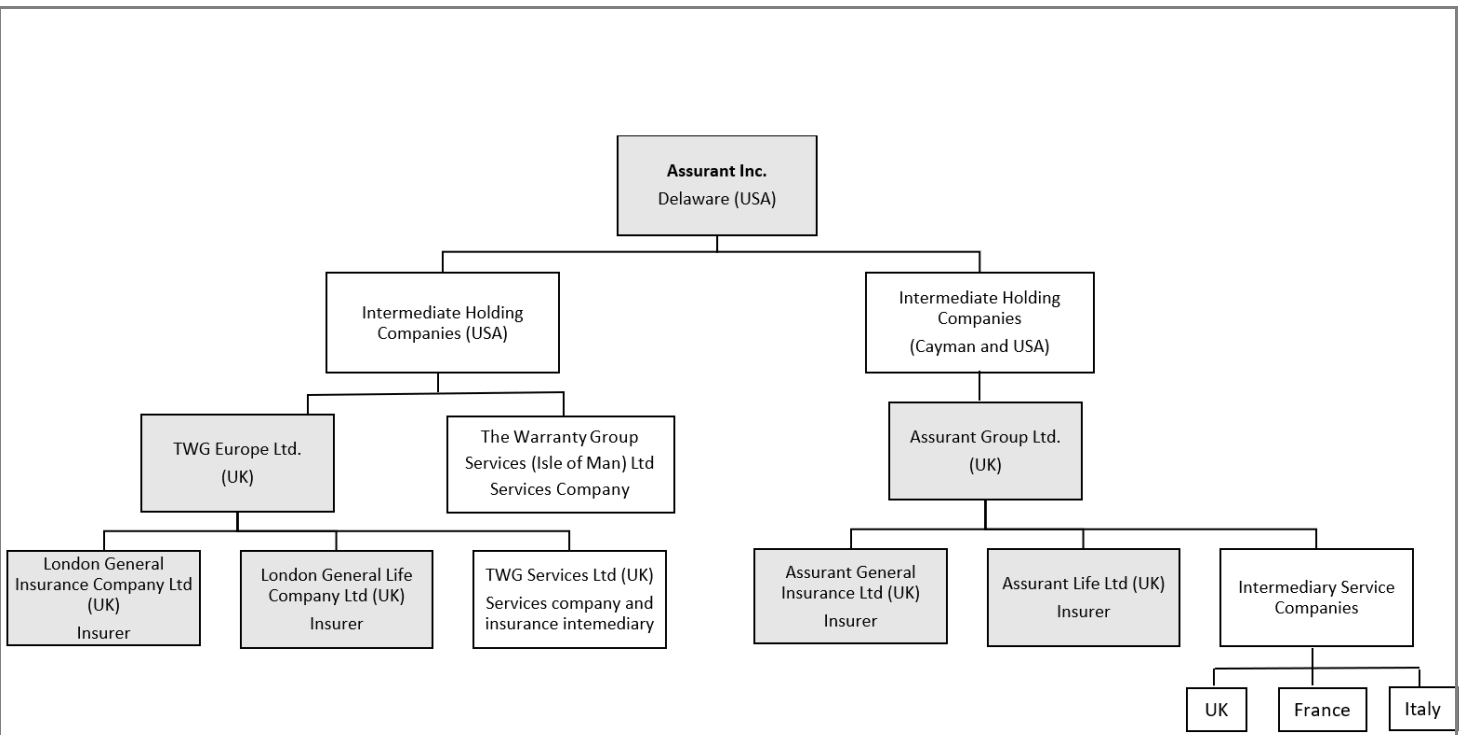 Assurant Inc.
Delaware (USA)
Intermediate Holding
Companies (USA)
Intermediate Holding
Companies
(Cayman and USA)
TWG Europe Ltd.
(UK)
The Warranty Group
Services (Isle of Man) Ltd
Services Company
Assurant Group Ltd.
(UK)
London General
Insurance Company Ltd
(UK)
Insurer
London General Life
Company Ltd (UK)
Insurer
TWG Services Ltd (UK)
Services company and
insurance intemediary
Assurant General
Insurance Ltd (UK)
Insurer
Assurant Life Ltd (UK)
Insurer
Intermediary Service
Companies
UK
France
Italy